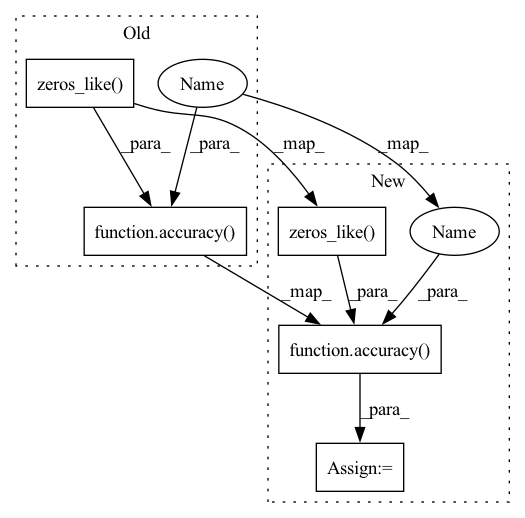 Old
zeros_like()
Name
_para_
_para_
_map_
_map_
New
function.accuracy()
zeros_like()
Name
_map_
_para_
_para_
function.accuracy()
_para_
Assign:=